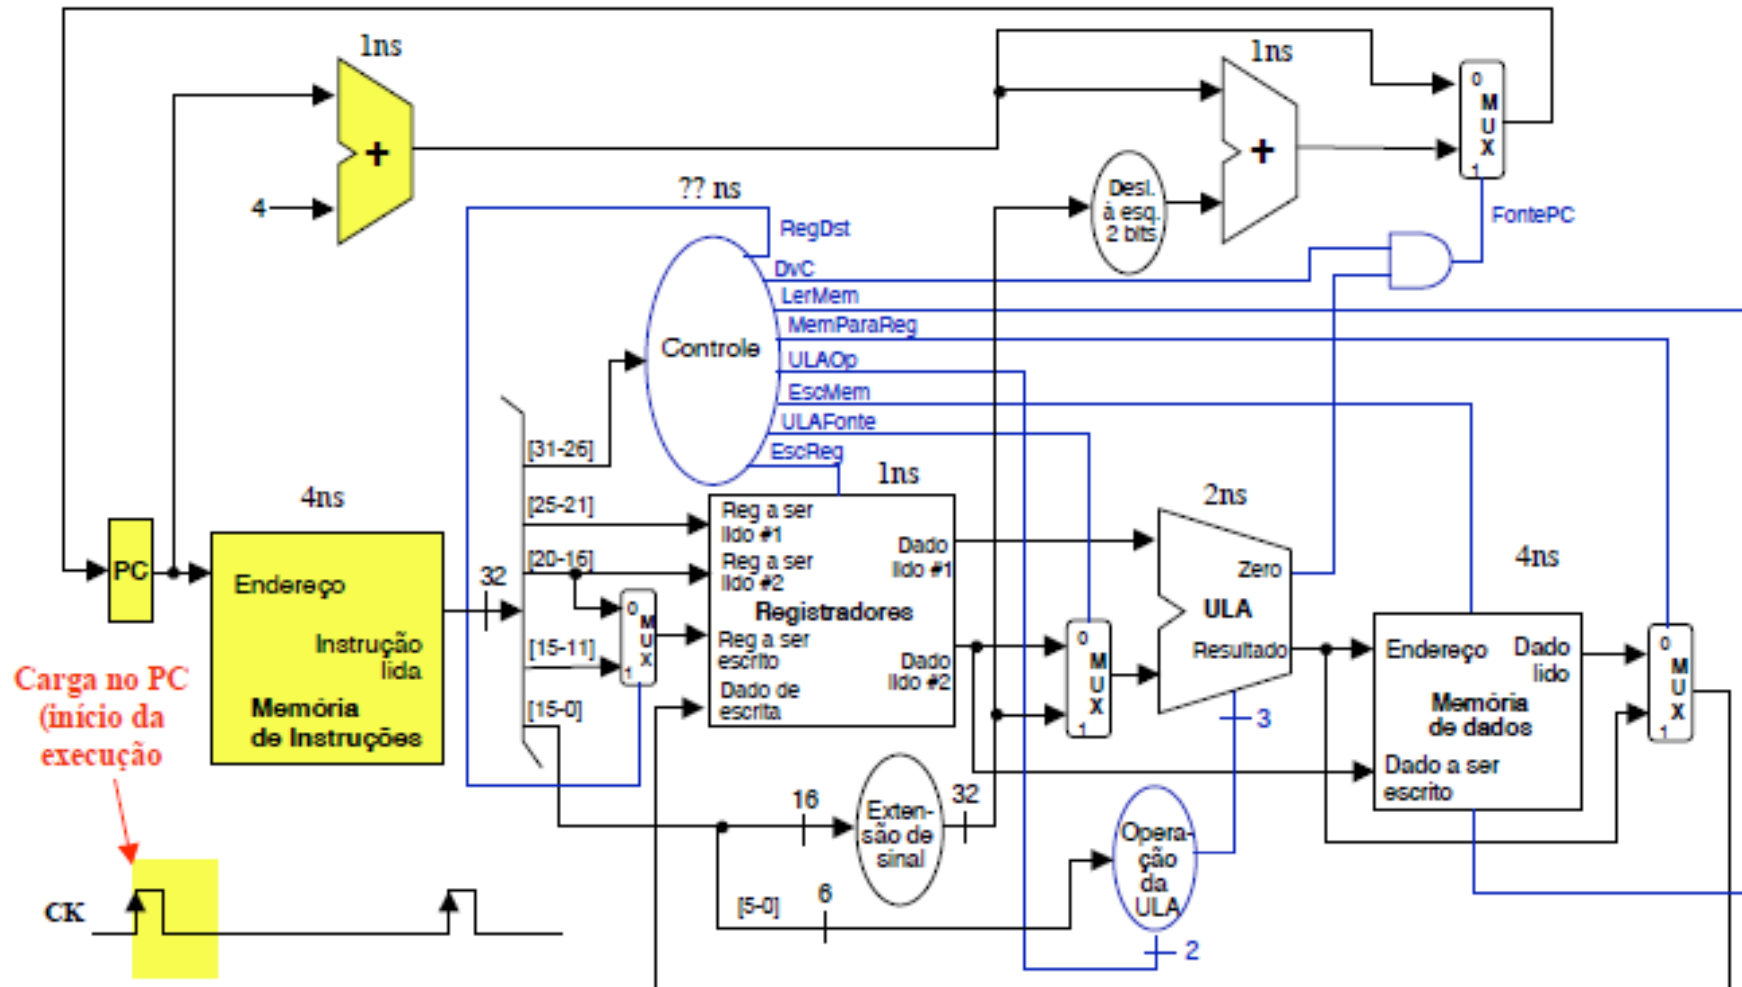 1ns
1ns
0
M
U
X
1
+
+
4
Desl.
à esq.
2 bits
?? ns
RegDst
FontePC
DvC
LerMem
MemParaReg
Controle
ULAOp
EscMem
ULAFonte
EscReg
[31-26]
1ns
4ns
2ns
[25-21]
Reg a ser
lido #1
Dado
lido #1
[20-16]
Reg a ser
lido #2
4ns
PC
Endereço
32
Zero
0
M
U
X
1
Registradores
ULA
Instrução
lida
[15-11]
Reg a ser
escrito
0
M
U
X
1
Resultado
Endereço
Dado
lido
0
M
U
X
1
Dado
lido #2
Carga no PC
(início da
execução
Memória
de Instruções
[15-0]
Dado de
escrita
3
Memória
de dados
Dado a ser
escrito
16
Exten-
são de
sinal
32
Opera-
ção
da
ULA
CK
[5-0]
6
2